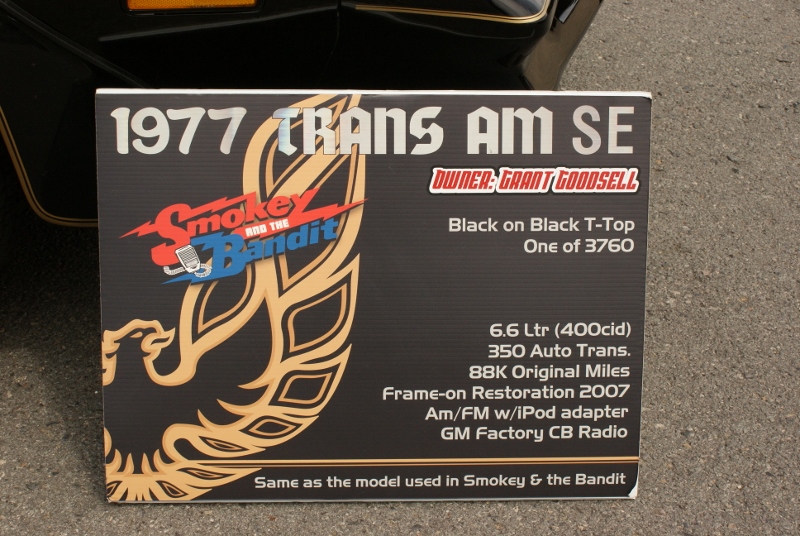 1977 TRANS AM SE
OWNER: GRANT GOODSELL
Smokey
AND THE
Bandit
Black on Black T-Top
One of 3760
6.6 Ltr (400cid)
350 Auto Trans.
88K Original Miles
Frame-on Restoration 2007
Am/FM w/iPod adapter
GM Factory CB Radio
Same as the model used in Smokey & the Bandit